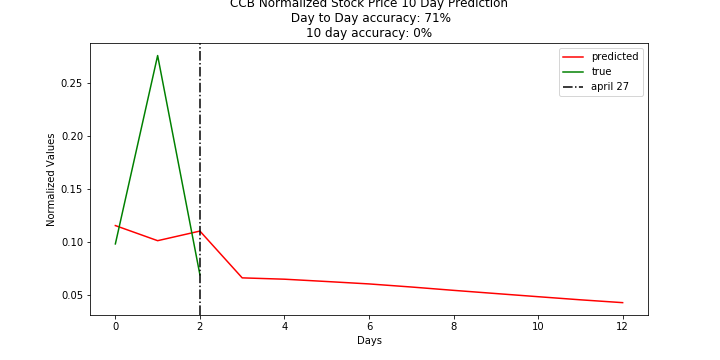 CCB Normalized Stock Price 10 Day Prediction
Day to Day accuracy: 71%
10 day accuracy: 0%
predicted
true
april 27
Normalized Values
0.25
0.20
0.15
0.10
0.05
0 2 4 6 8 10 12
Days